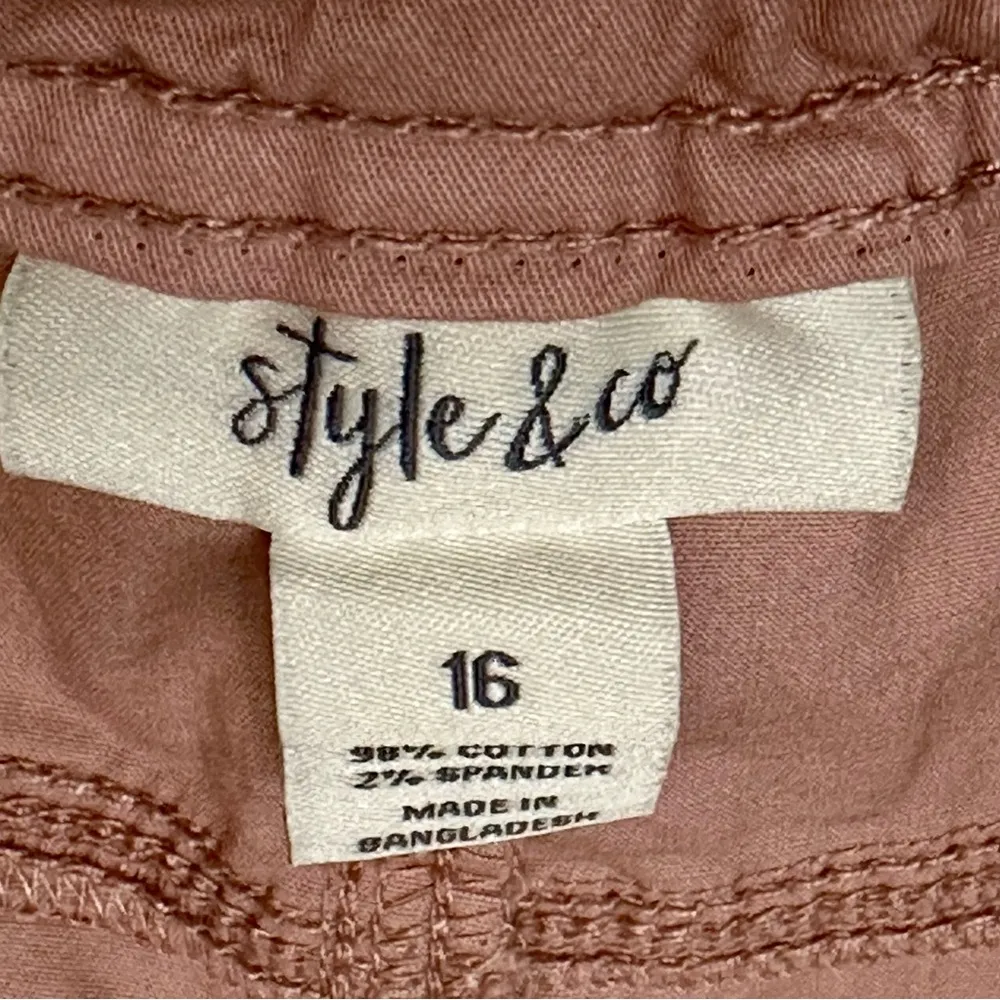 style & co
16
98% COTTON
2% SPANDEX
MADE IN
BANGLADESH